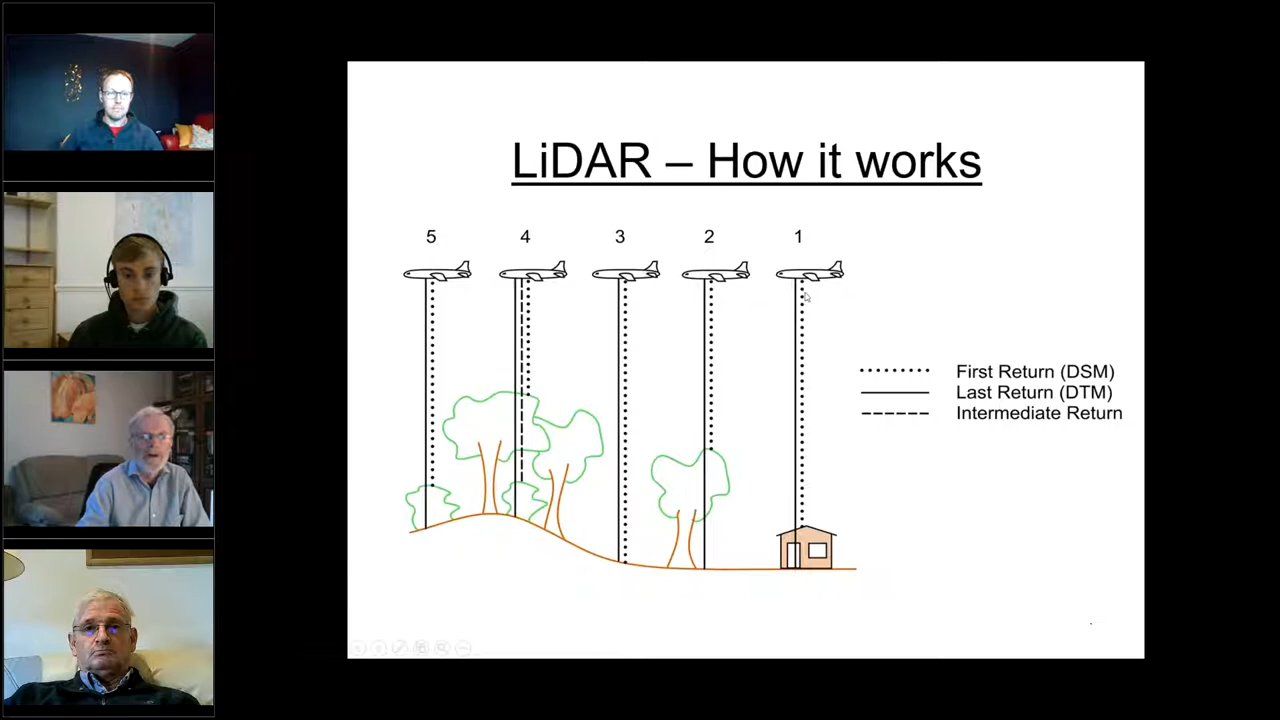 LiDAR – How it works
5 4 3 2 1
First Return (DSM)
Last Return (DTM)
Intermediate Return